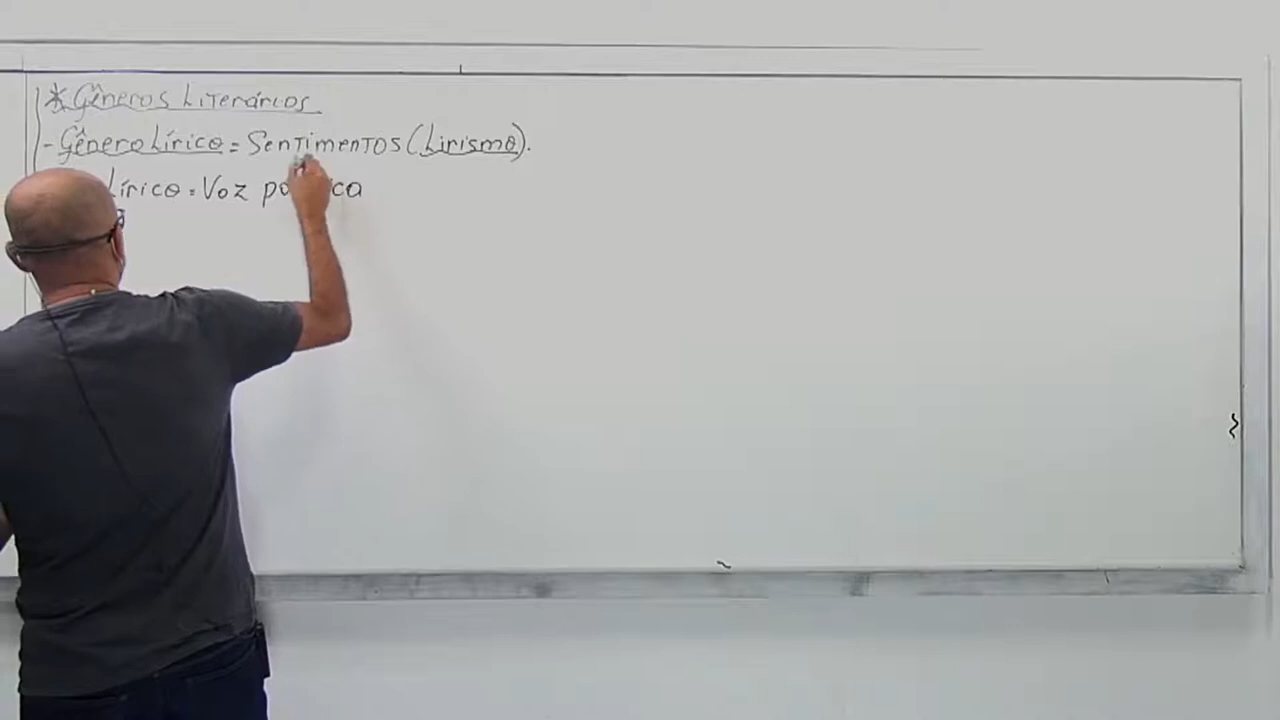 * Gêneros Literários
- Gênero Lírico = Sentimentos (Lirismo).
Lírico = Voz